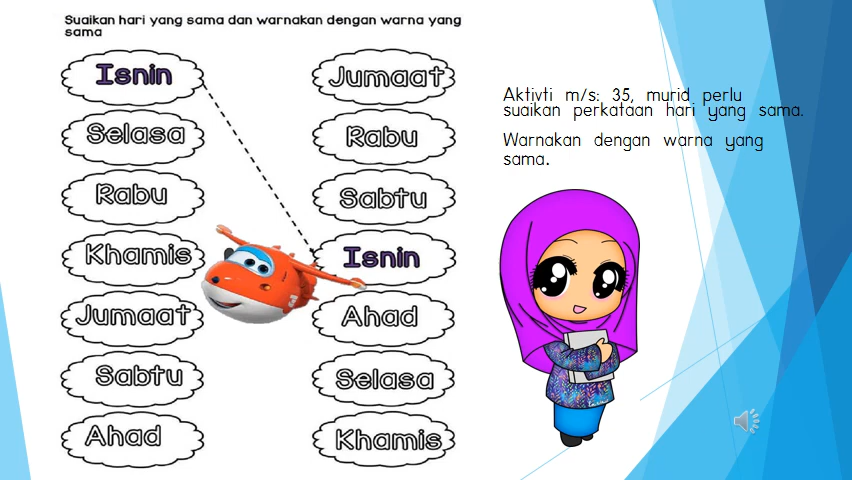 Suaikan hari yang sama dan warnakan dengan warna yang
sama
Isnin
Selasa
Rabu
Khamis
Jumaat
Sabtu
Ahad
Jumaat
Rabu
Sabtu
Isnin
Ahad
Selasa
Khamis
Aktivti m/s: 35, murid perlu
suaikan perkataan hari yang sama.
Warnakan dengan warna yang
sama.